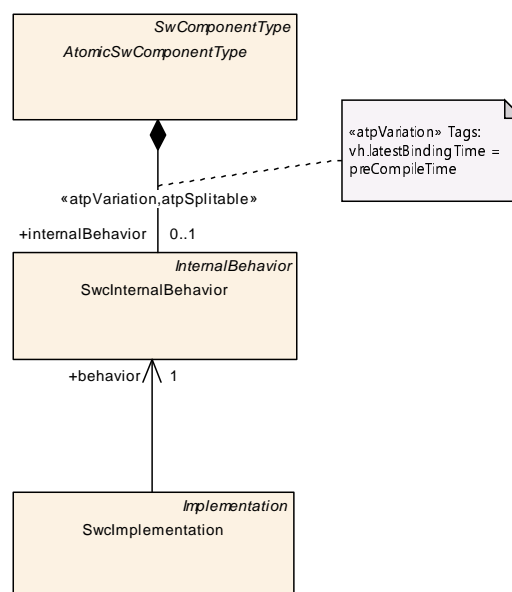 SwComponentType
AtomicSwComponentType
«atpVariation» Tags:
vh.latestBindingTime =
preCompileTime
«atpVariation,atpSplitable»
+internalBehavior 0..1
InternalBehavior
SwcInternalBehavior
+behavior 1
Implementation
SwcImplementation